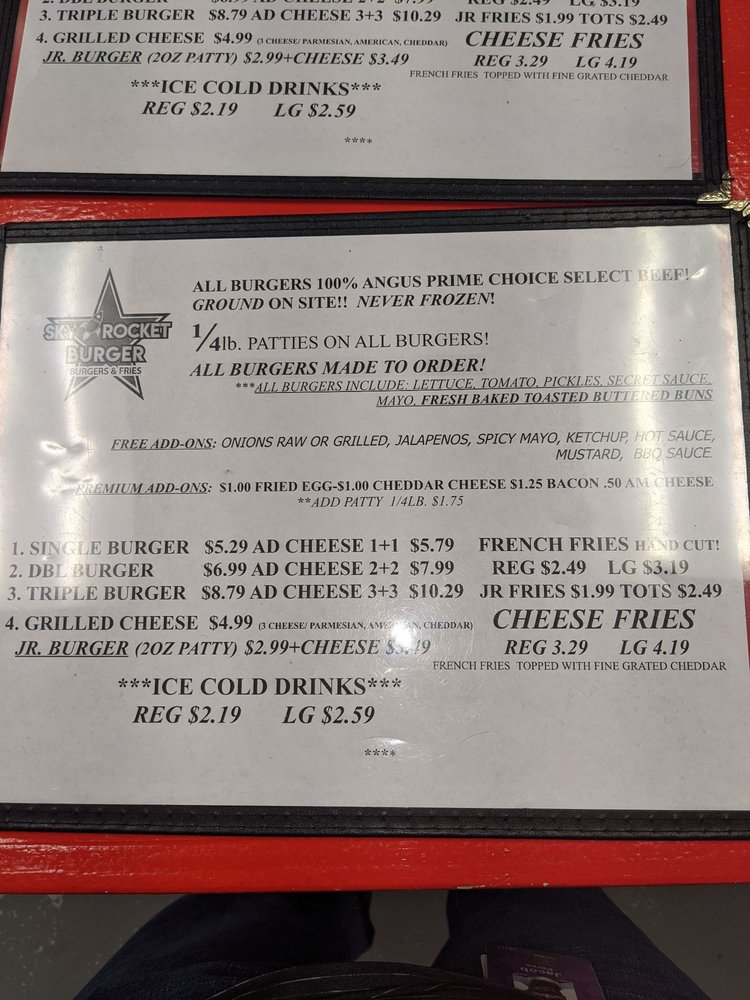 3. TRIPLE BURGER $8.79 AD CHEESE 3+3 $10.29 JR FRIES $1.99 TOTS $2.49
4. GRILLED CHEESE $4.99 (3 CHEESE/ PARMESIAN, AMERICAN, CHEDDAR) CHEESE FRIES
JR. BURGER (2OZ PATTY) $2.99+CHEESE $3.49 REG 3.29 LG 4.19
FRENCH FRIES TOPPED WITH FINE GRATED CHEDDAR
***ICE COLD DRINKS***
REG $2.19 LG $2.59
****
SKY ROCKET
BURGER
BURGERS & FRIES
ALL BURGERS 100% ANGUS PRIME CHOICE SELECT BEEF!
GROUND ON SITE!! NEVER FROZEN!
1/4lb. PATTIES ON ALL BURGERS!
ALL BURGERS MADE TO ORDER!
***ALL BURGERS INCLUDE: LETTUCE, TOMATO, PICKLES, SECRET SAUCE,
MAYO, FRESH BAKED TOASTED BUTTERED BUNS
FREE ADD-ONS: ONIONS RAW OR GRILLED, JALAPENOS, SPICY MAYO, KETCHUP, HOT SAUCE,
MUSTARD, BBQ SAUCE.
PREMIUM ADD-ONS: $1.00 FRIED EGG-$1.00 CHEDDAR CHEESE $1.25 BACON .50 AM CHEESE
**ADD PATTY 1/4LB. $1.75
1. SINGLE BURGER $5.29 AD CHEESE 1+1 $5.79 FRENCH FRIES HAND CUT!
2. DBL BURGER $6.99 AD CHEESE 2+2 $7.99 REG $2.49 LG $3.19
3. TRIPLE BURGER $8.79 AD CHEESE 3+3 $10.29 JR FRIES $1.99 TOTS $2.49
4. GRILLED CHEESE $4.99 (3 CHEESE/ PARMESIAN, AMERICAN, CHEDDAR) CHEESE FRIES
JR. BURGER (2OZ PATTY) $2.99+CHEESE $3.49 REG 3.29 LG 4.19
FRENCH FRIES TOPPED WITH FINE GRATED CHEDDAR
***ICE COLD DRINKS***
REG $2.19 LG $2.59
****
Jacob